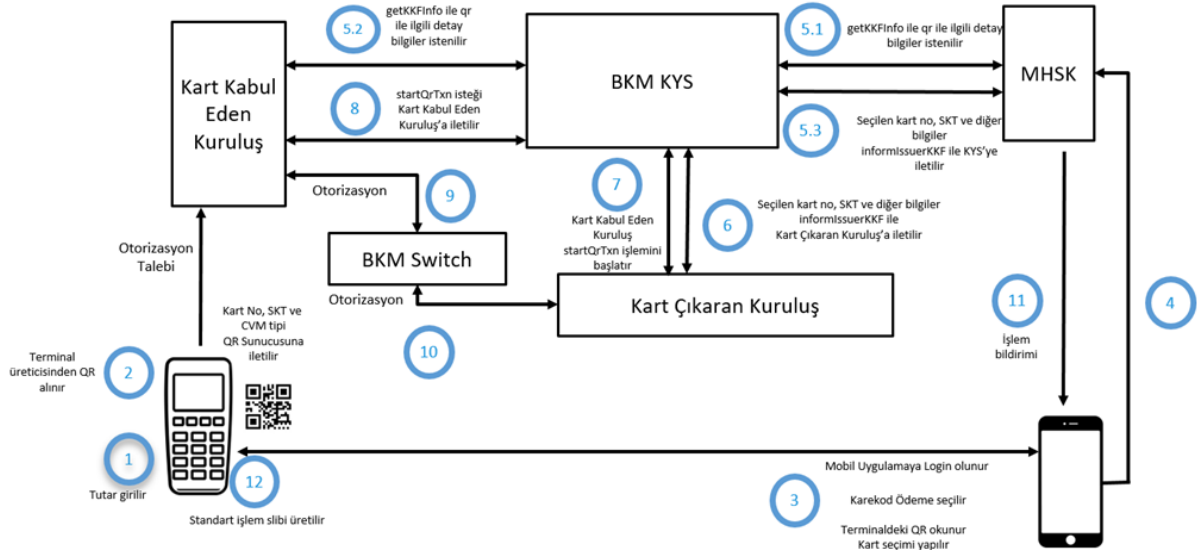 getKKFInfo ile qr
ile ilgili detay
bilgiler istenilir
5.2
5.1
getKKFInfo ile qr ile ilgili detay
bilgiler istenilir
Kart Kabul
Eden
Kuruluş
BKM KYS
MHSK
8
startQrTxn isteği
Kart Kabul Eden
Kuruluş’a iletilir
5.3
Seçilen kart no, SKT ve diğer
bilgiler
informIssuerKKF ile KYS’ye
iletilir
Otorizasyon
9
7
Kart Kabul Eden
Kuruluş
startQrTxn işlemini
başlatır
6
Seçilen kart no, SKT ve diğer bilgiler
informIssuerKKF ile
Kart Çıkaran Kuruluş’a iletilir
Otorizasyon
Talebi
BKM Switch
Otorizasyon
Kart Çıkaran Kuruluş
10
11
İşlem
bildirimi
4
Kart No, SKT ve
CVM tipi
QR Sunucusuna
iletilir
Terminal
üreticisinden QR
alınır
2
1
Tutar girilir
12
Standart işlem slibi üretilir
3
Mobil Uygulamaya Login olunur
Karekod Ödeme seçilir
Terminaldeki QR okunur
Kart seçimi yapılır